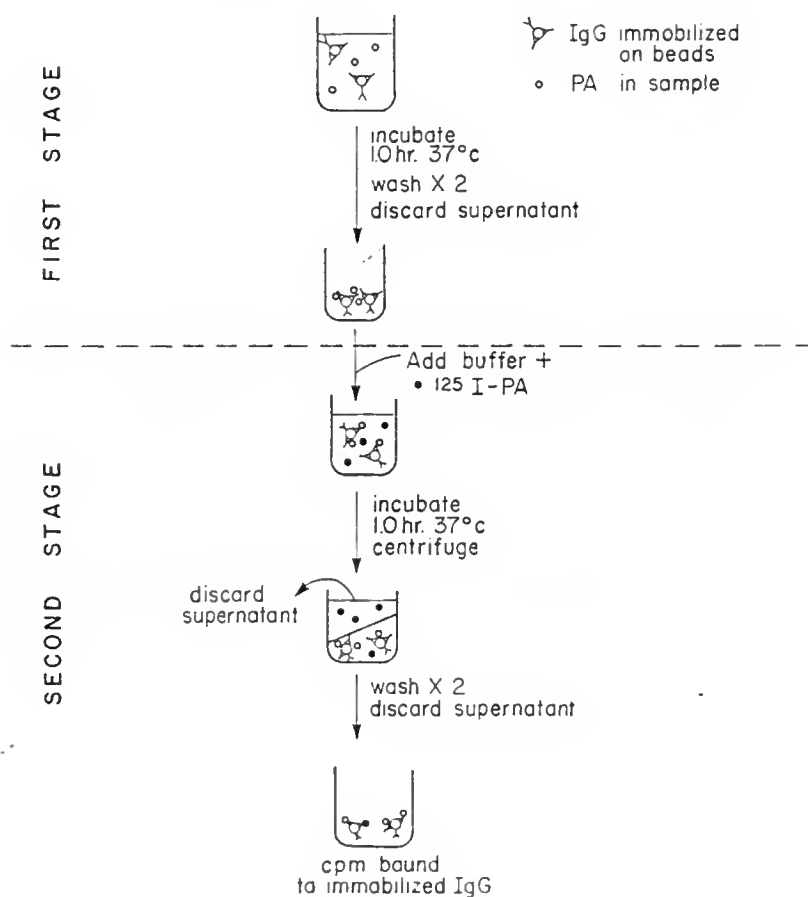 IgG immobilized
on beads
PA in sample
FIRST STAGE
incubate
1.0 hr. 37°c
wash X 2
discard supernatant
Add buffer +
• 125 I-PA
SECOND STAGE
incubate
1.0 hr. 37°c
centrifuge
discard
supernatant
wash X 2
discard supernatant
cpm bound
ta immabilized IgG